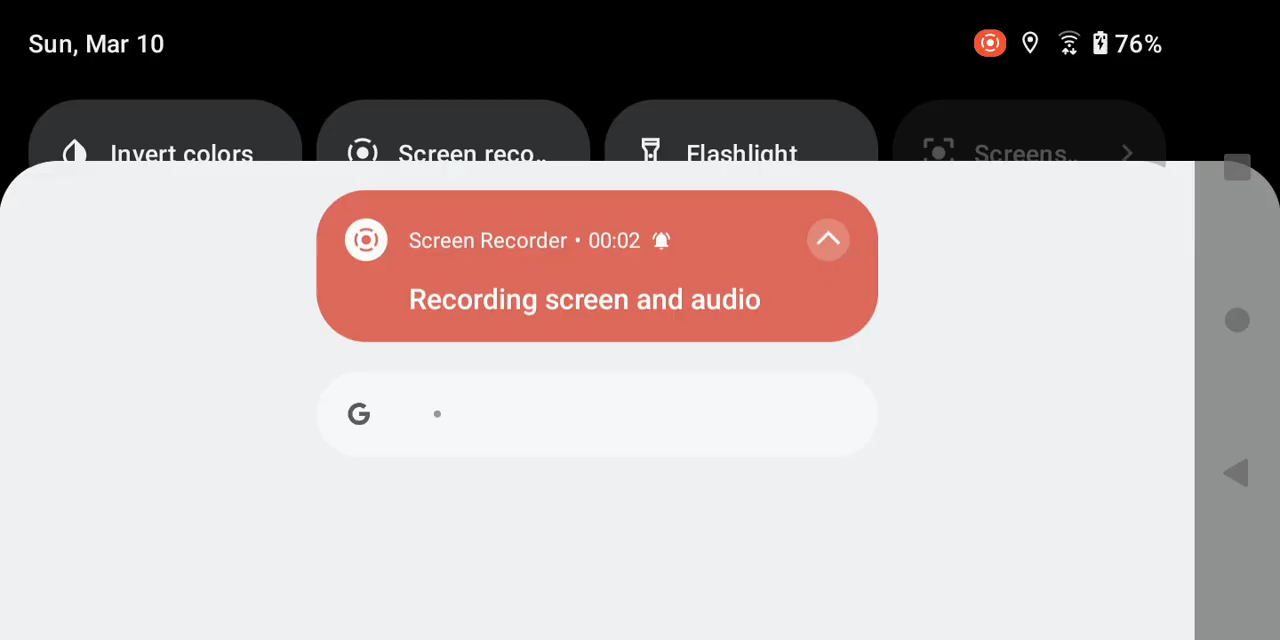 Sun, Mar 10
76%
Invert colors
Screen reco..
Flashlight
Screens..
Screen Recorder • 00:02
Recording screen and audio